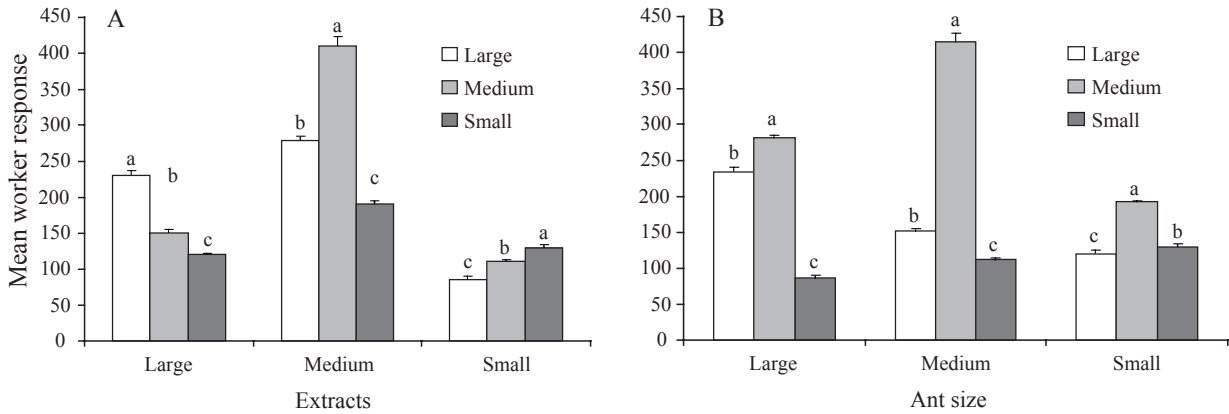 A
Mean worker response
450
400
350
300
250
200
150
100
50
0
a
b
c
b
a
c
c
b
a
Large
Medium
Small
Large
Medium
Small
Extracts
B
450
400
350
300
250
200
150
100
50
0
b
a
c
b
a
c
c
a
b
Large
Medium
Small
Large
Medium
Small
Ant size